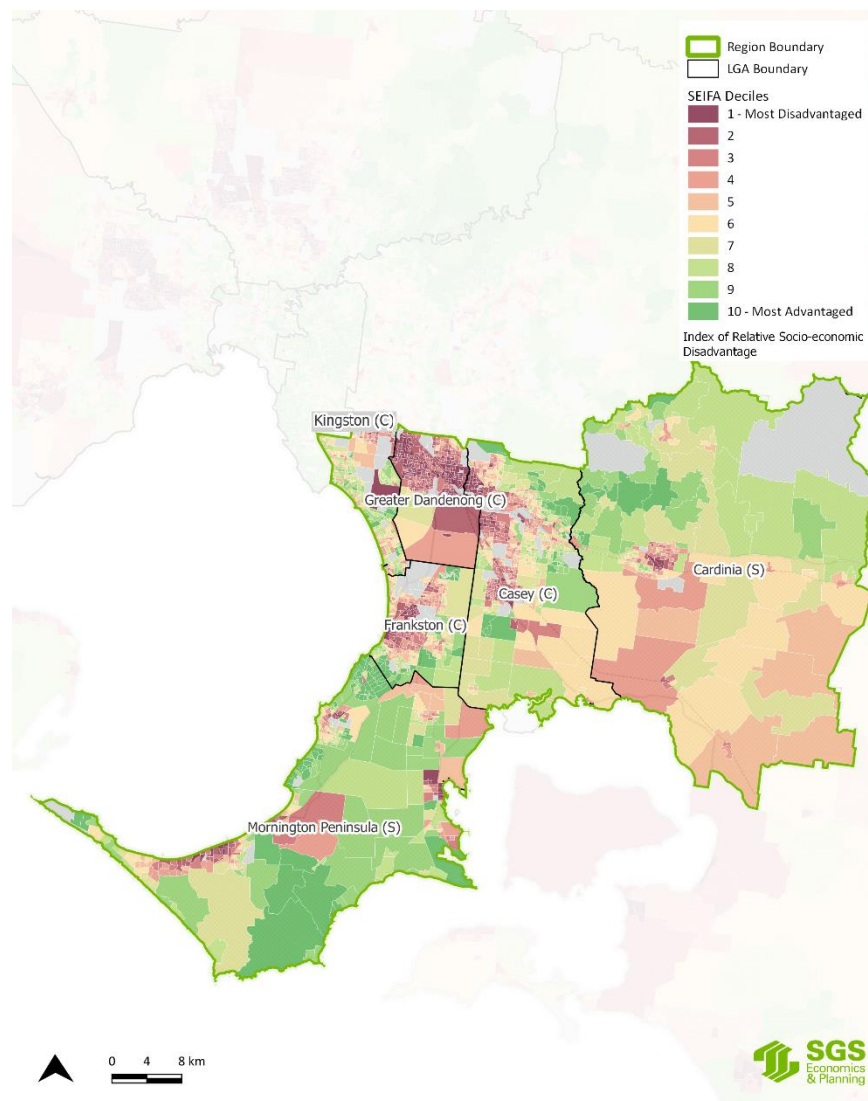 Region Boundary
LGA Boundary
SEIFA Deciles
1 - Most Disadvantaged
2
3
4
5
6
7
8
9
10 - Most Advantaged
Index of Relative Socio-economic
Disadvantage
Kingston (C)
Greater Dandenong (C)
Cardinia (S)
Casey (C)
Frankston (C)
Mornington Peninsula (S)
0 4 8 km
SGS
Economics
& Planning